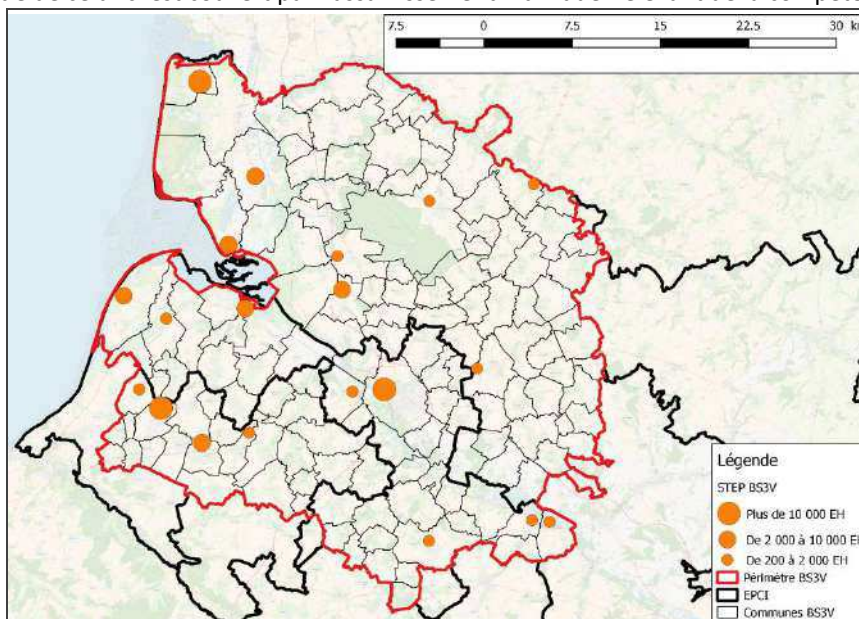 7.5 0 7.5 15 22.5 30
Légende
STEP BS3V
Plus de 10 000 EH
De 2 000 à 10 000 EH
De 200 à 2 000 EH
Périmètre BS3V
EPCI
Communes BS3V